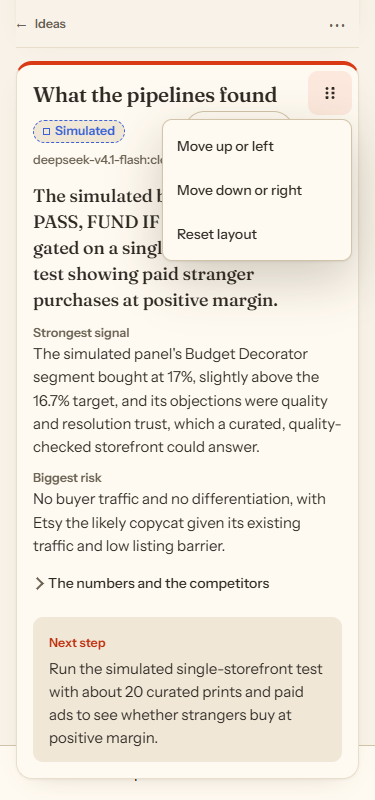 ← Ideas
...
What the pipelines found
Simulated
Move up or left
deepseek-v4.1-flash:clo
Move down or right
The simulated
PASS, FUND IF
Reset layout
gated on a singl
test showing paid stranger
purchases at positive margin.
Strongest signal
The simulated panel's Budget Decorator
segment bought at 17%, slightly above the
16.7% target, and its objections were quality
and resolution trust, which a curated, quality-
checked storefront could answer.
Biggest risk
No buyer traffic and no differentiation, with
Etsy the likely copycat given its existing
traffic and low listing barrier.
The numbers and the competitors
Next step
Run the simulated single-storefront test
with about 20 curated prints and paid
ads to see whether strangers buy at
positive margin.